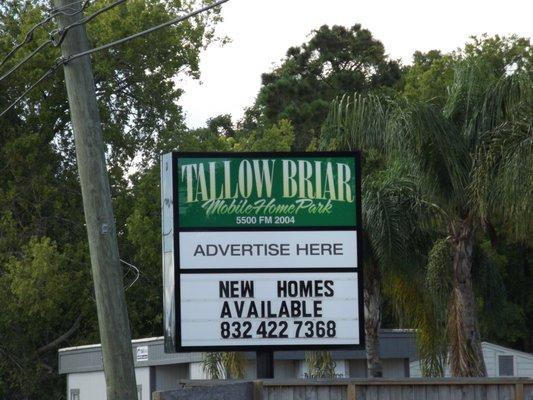 TALLOW BRIAR
Mobile Home Park
5500 FM 2004
ADVERTISE HERE
NEW HOMES
AVAILABLE
832 422 7368